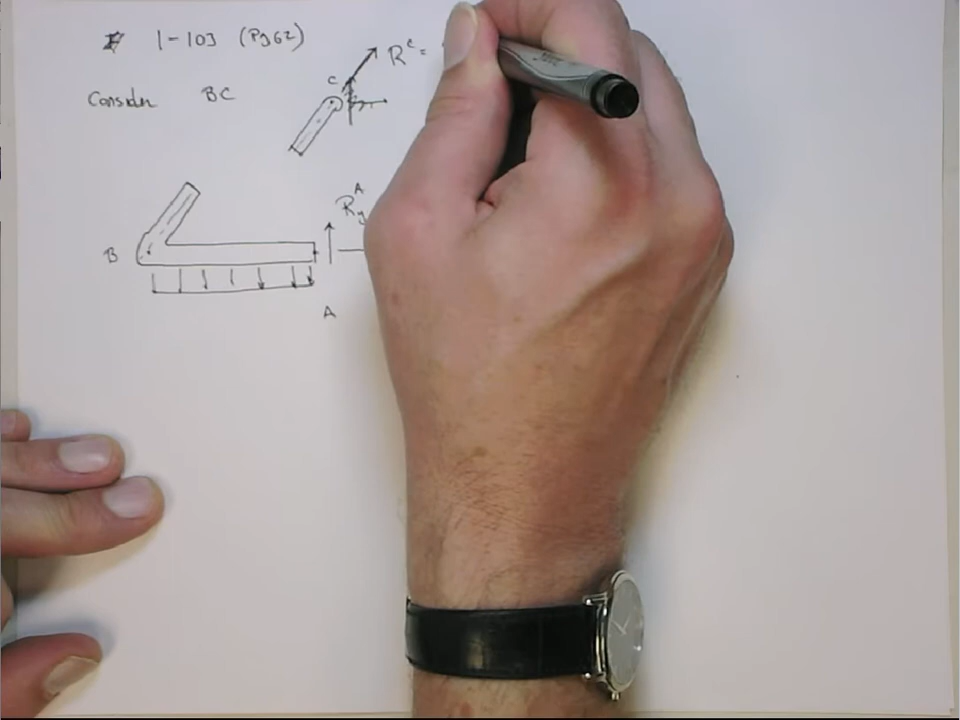 # 1-103 (Pg 62)
Consider BC
C
R^C =
R_y^A
B
A